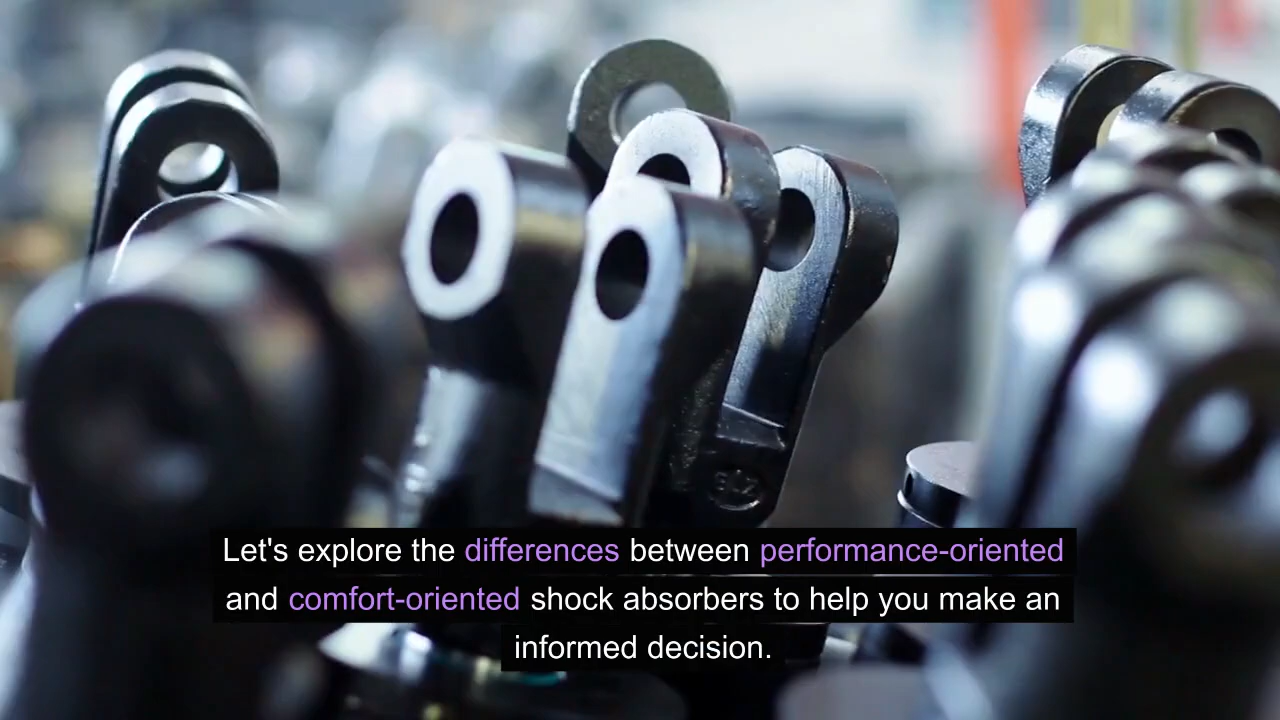 Let's explore the differences between performance-oriented
and comfort-oriented shock absorbers to help you make an
informed decision.